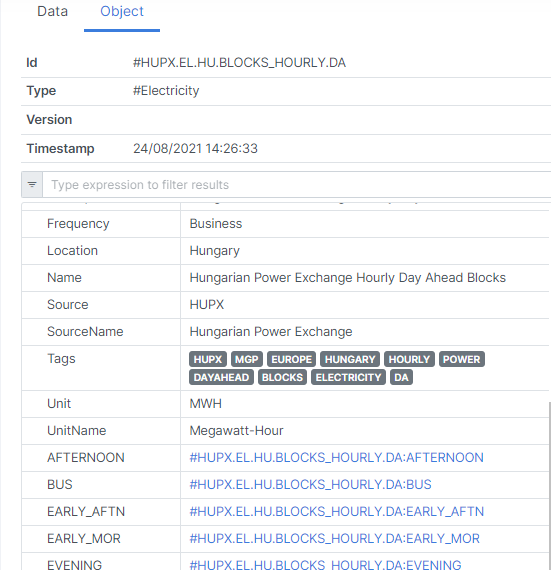 Data Object
Id #HUPX.EL.HU.BLOCKS_HOURLY.DA
Type #Electricity
Version
Timestamp 24/08/2021 14:26:33
Type expression to filter results
Frequency Business
Location Hungary
Name Hungarian Power Exchange Hourly Day Ahead Blocks
Source HUPX
SourceName Hungarian Power Exchange
Tags HUPX MGP EUROPE HUNGARY HOURLY POWER
DAYAHEAD BLOCKS ELECTRICITY DA
Unit MWH
UnitName Megawatt-Hour
AFTERNOON #HUPX.EL.HU.BLOCKS_HOURLY.DA:AFTERNOON
BUS #HUPX.EL.HU.BLOCKS_HOURLY.DA:BUS
EARLY_AFTN #HUPX.EL.HU.BLOCKS_HOURLY.DA:EARLY_AFTN
EARLY_MOR #HUPX.EL.HU.BLOCKS_HOURLY.DA:EARLY_MOR
EVENING #HUPX.EL.HU.BLOCKS_HOURLY.DA:EVENING